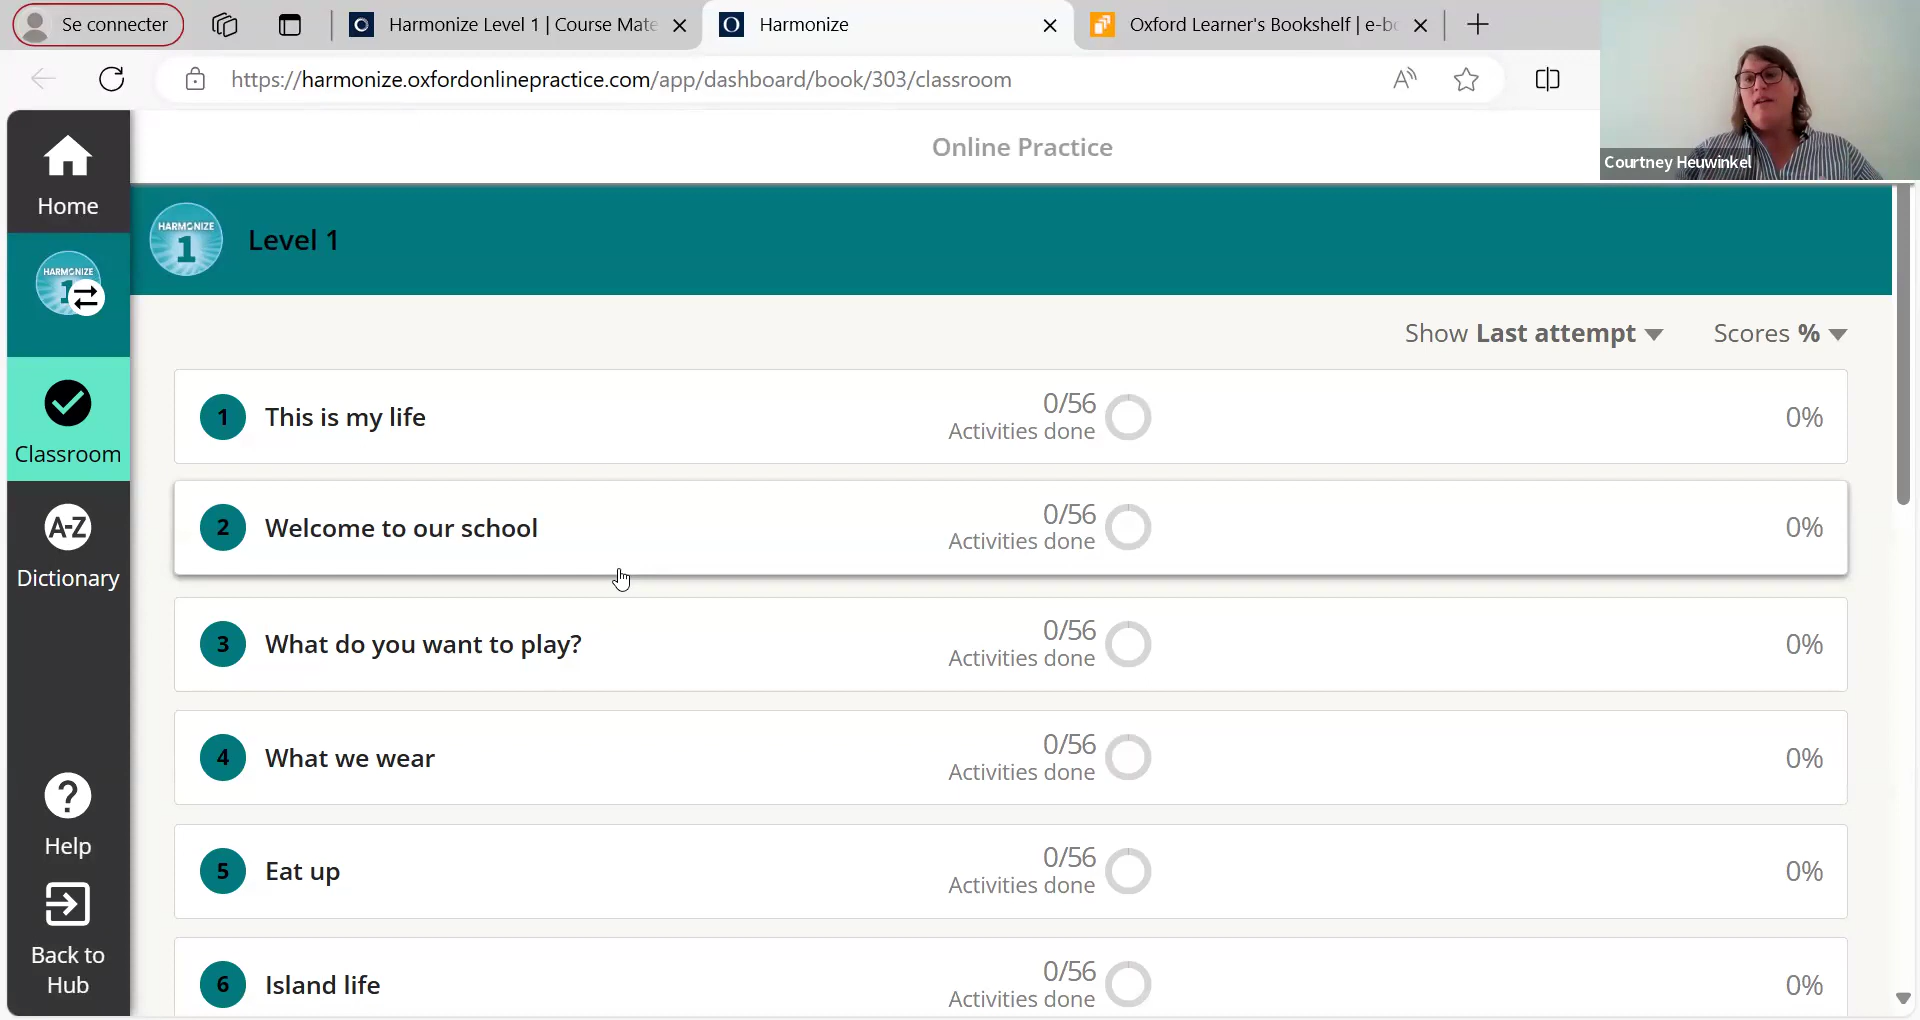 Se connecter
Harmonize Level 1 | Course Mate
Harmonize
Oxford Learner's Bookshelf | e-bo
https://harmonize.oxfordonlinepractice.com/app/dashboard/book/303/classroom
Courtney Heuwinkel
Online Practice
Home
HARMONIZE
1
Level 1
HARMONIZE
1
Show Last attempt
Scores %
1
This is my life
0/56
Activities done
0%
Classroom
2
Welcome to our school
0/56
Activities done
0%
A-Z
Dictionary
3
What do you want to play?
0/56
Activities done
0%
4
What we wear
0/56
Activities done
0%
?
Help
5
Eat up
0/56
Activities done
0%
Back to
Hub
6
Island life
0/56
Activities done
0%